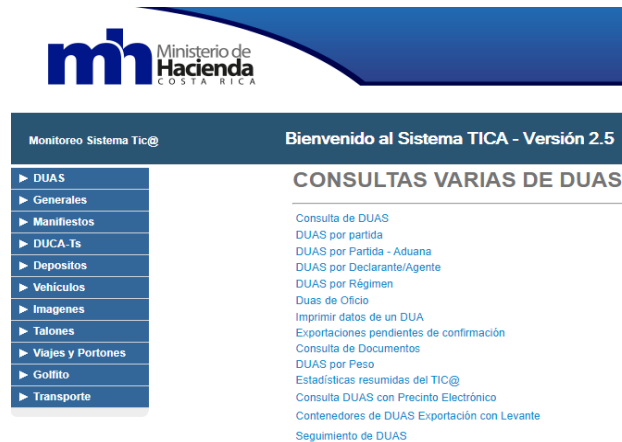 mh Ministerio de
Hacienda
COSTA RICA
Monitoreo Sistema Tic@
Bienvenido al Sistema TICA - Versión 2.5
► DUAS
► Generales
► Manifiestos
► DUCA-Ts
► Depositos
► Vehículos
► Imagenes
► Talones
► Viajes y Portones
► Golfito
► Transporte
CONSULTAS VARIAS DE DUAS
Consulta de DUAS
DUAS por partida
DUAS por Partida - Aduana
DUAS por Declarante/Agente
DUAS por Régimen
Duas de Oficio
Imprimir datos de un DUA
Exportaciones pendientes de confirmación
Consulta de Documentos
DUAS por Peso
Estadísticas resumidas del TIC@
Consulta DUAS con Precinto Electrónico
Contenedores de DUAS Exportación con Levante
Seguimiento de DUAS